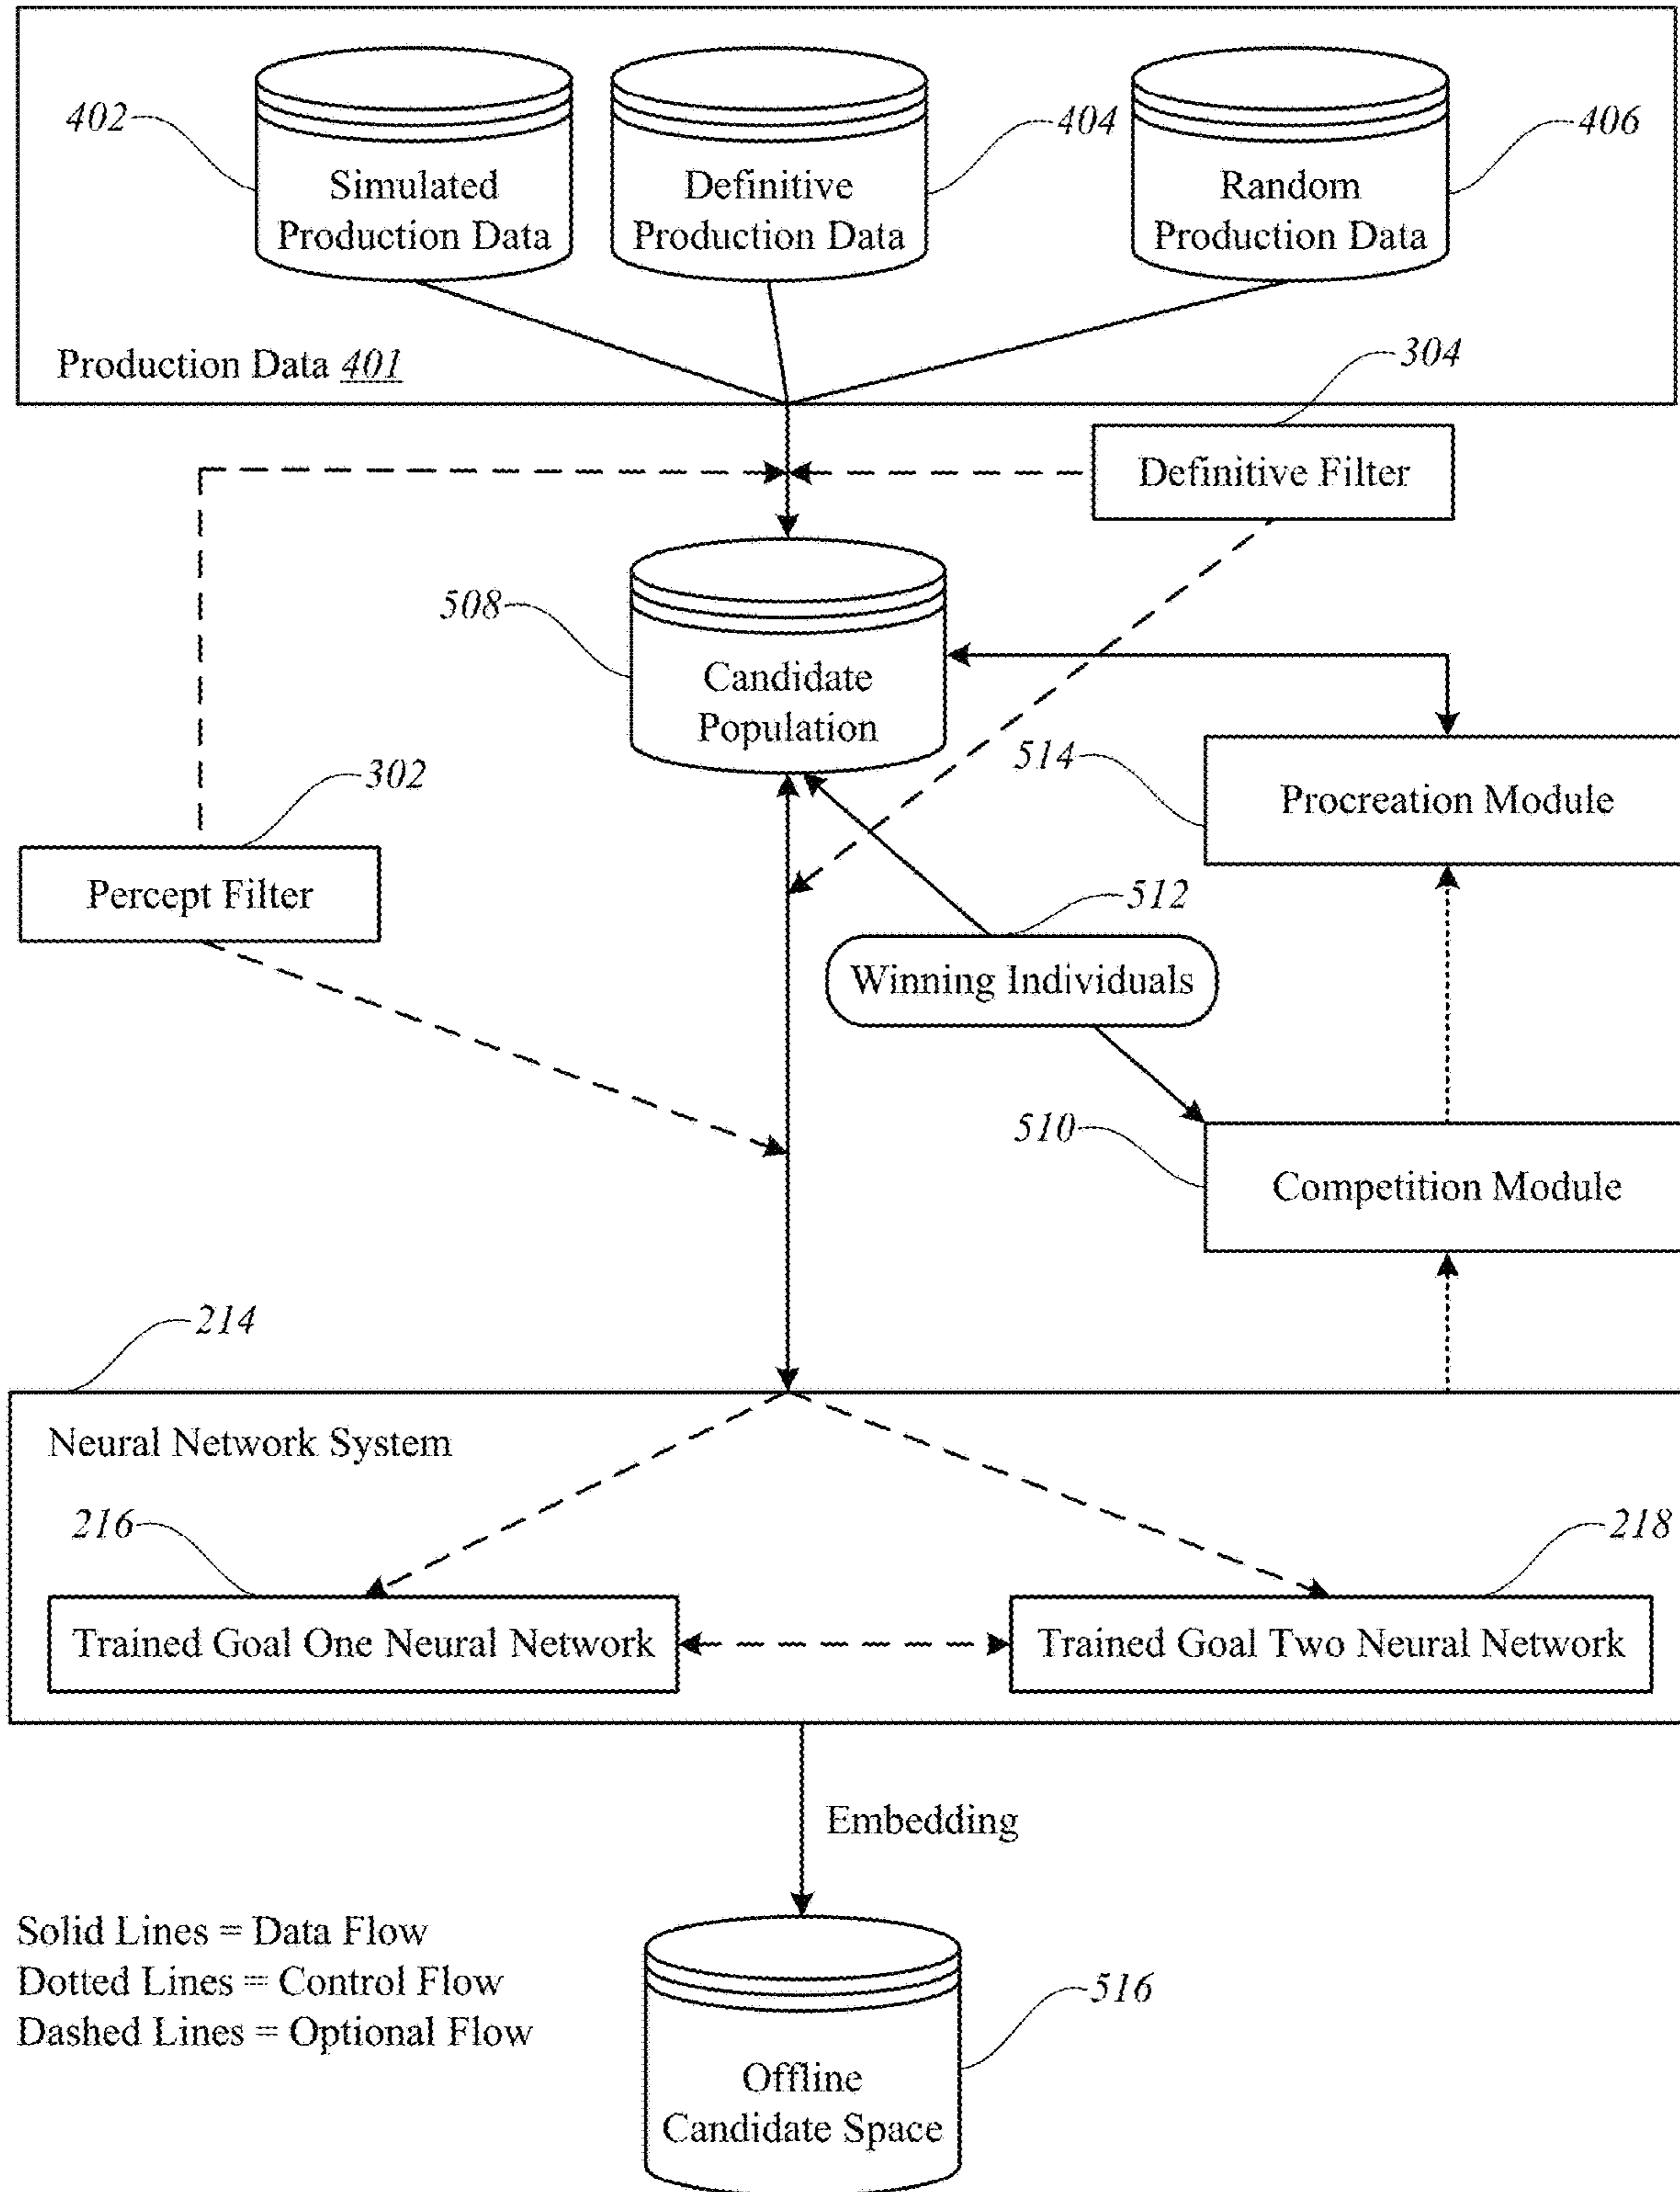 402
Simulated
Production Data
Definitive
Production Data
404
Random
Production Data
406
Production Data 401
304
Definitive Filter
508
Candidate
Population
302
Percept Filter
514
Procreation Module
512
Winning Individuals
510
Competition Module
214
Neural Network System
216
218
Trained Goal One Neural Network
Trained Goal Two Neural Network
Embedding
Solid Lines = Data Flow
Dotted Lines = Control Flow
Dashed Lines = Optional Flow
516
Offline
Candidate Space